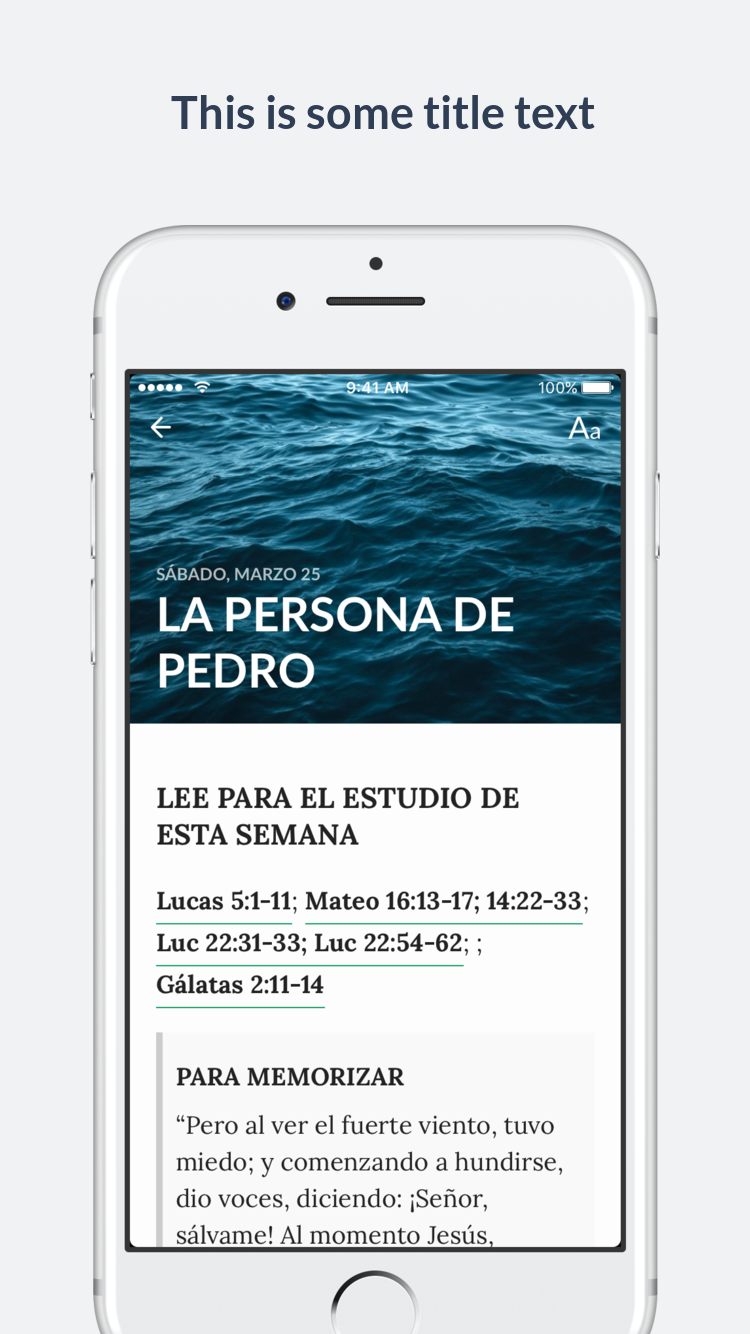 This is some title text
9:41 AM
100%
Aa
SÁBADO, MARZO 25
LA PERSONA DE
PEDRO
LEE PARA EL ESTUDIO DE
ESTA SEMANA
Lucas 5:1-11; Mateo 16:13-17; 14:22-33;
Luc 22:31-33; Luc 22:54-62; ;
Gálatas 2:11-14
PARA MEMORIZAR
“Pero al ver el fuerte viento, tuvo
miedo; y comenzando a hundirse,
dio voces, diciendo: ¡Señor,
sálvame! Al momento Jesús,